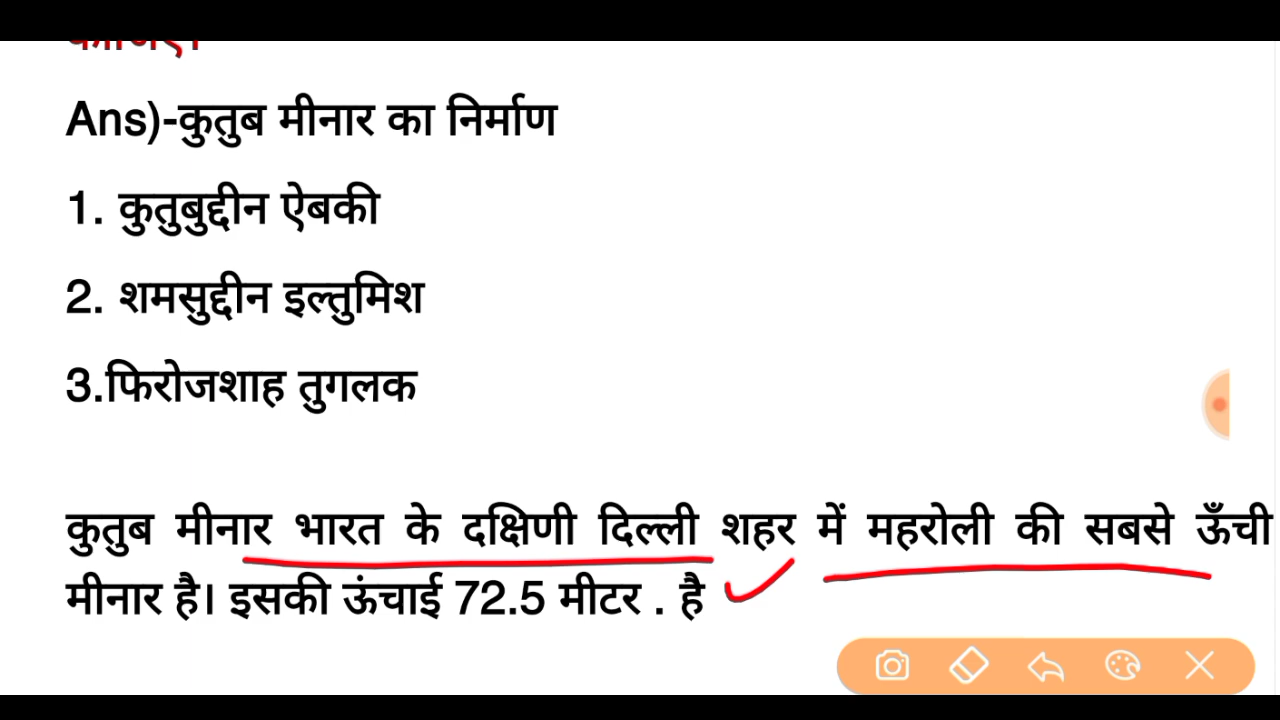 Ans)-कुतुब मीनार का निर्माण
1. कुतुबुद्दीन ऐबकी
2. शमसुद्दीन इल्तुमिश
3.फिरोजशाह तुगलक
कुतुब मीनार भारत के दक्षिणी दिल्ली शहर में महरोली की सबसे ऊँची
मीनार है। इसकी ऊंचाई 72.5 मीटर . है